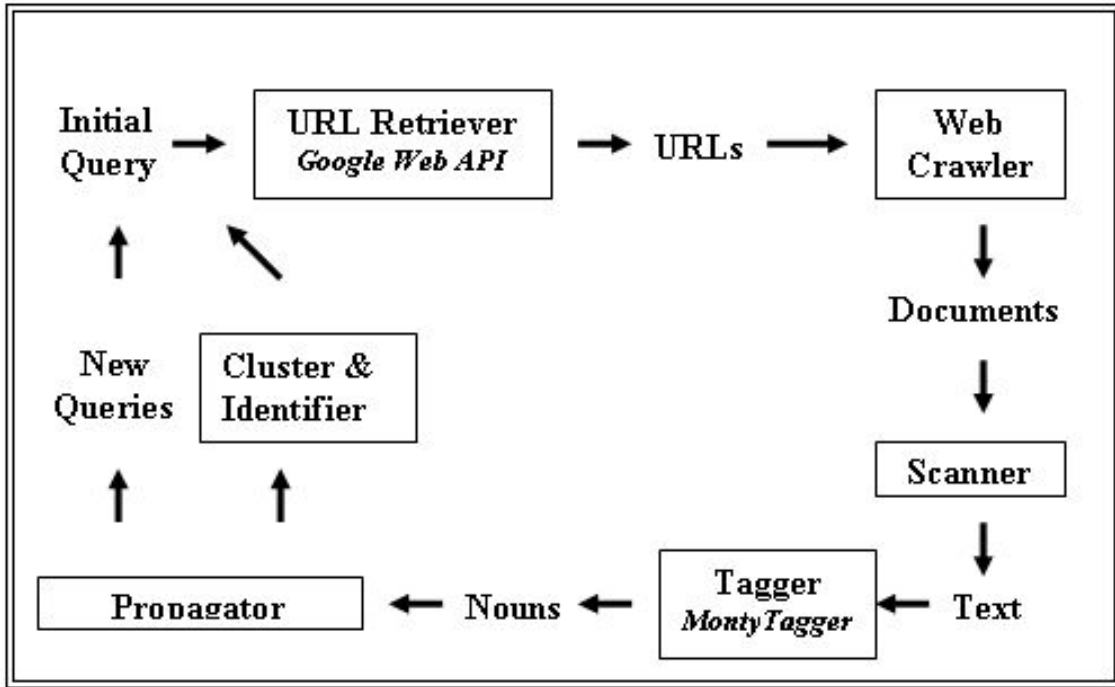 Initial
Query
URL Retriever
Google Web API
URLs
Web
Crawler
Documents
Scanner
Text
Tagger
MontyTagger
Nouns
Propagator
New
Queries
Cluster &
Identifier